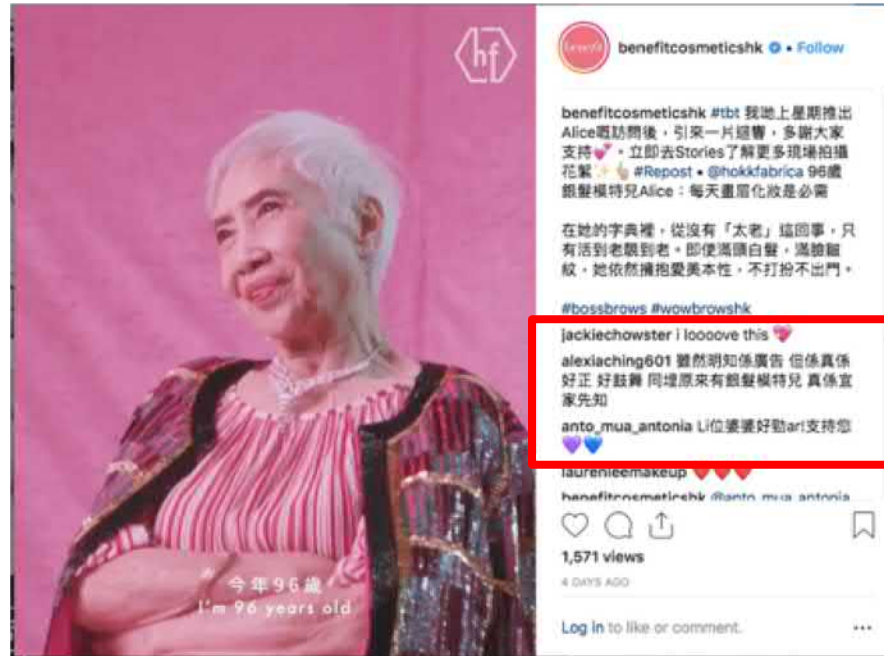 hf
benefit
benefitcosmeticshk • Follow
benefitcosmeticshk #tbt 我哋上星期推出
Alice嘅訪問後，引來一片迴響，多謝大家
支持💕。立即去Stories了解更多現場拍攝
花絮✨👆 #Repost • @hokkfabrica 96歲
銀髮模特兒Alice：每天畫眉化妝是必需
在她的字典裡，從沒有「太老」這回事，只
有活到老靚到老。即使滿頭白髮，滿臉皺
紋，她依然擁抱愛美本性，不打扮不出門。
#bossbrows #wowbrowshk
jackiechowster i loooove this 💖
alexiaching601 雖然明知係廣告 但係真係
好正 好鼓舞 同埋原來有銀髮模特兒 真係宜
家先知
anto_mua_antonia Li位婆婆好勁ar!支持您
💜💙
laurenleemakeup ❤️❤️❤️
benefitcosmeticshk @anto_mua_antonia
1,571 views
4 DAYS AGO
Log in to like or comment.
今年96歲
I'm 96 years old